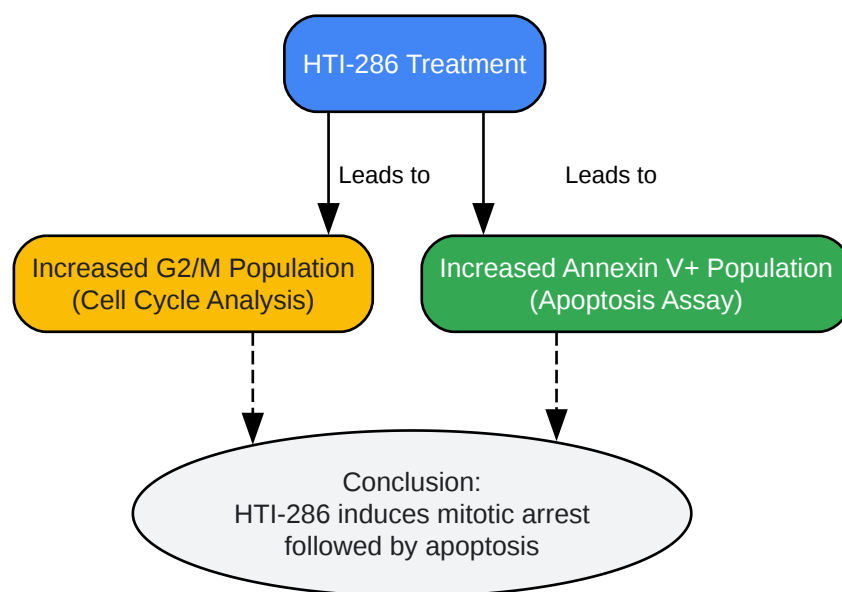 HTI-286 Treatment
Leads to
Leads to
Increased G2/M Population
(Cell Cycle Analysis)
Increased Annexin V+ Population
(Apoptosis Assay)
Conclusion:
HTI-286 induces mitotic arrest
followed by apoptosis